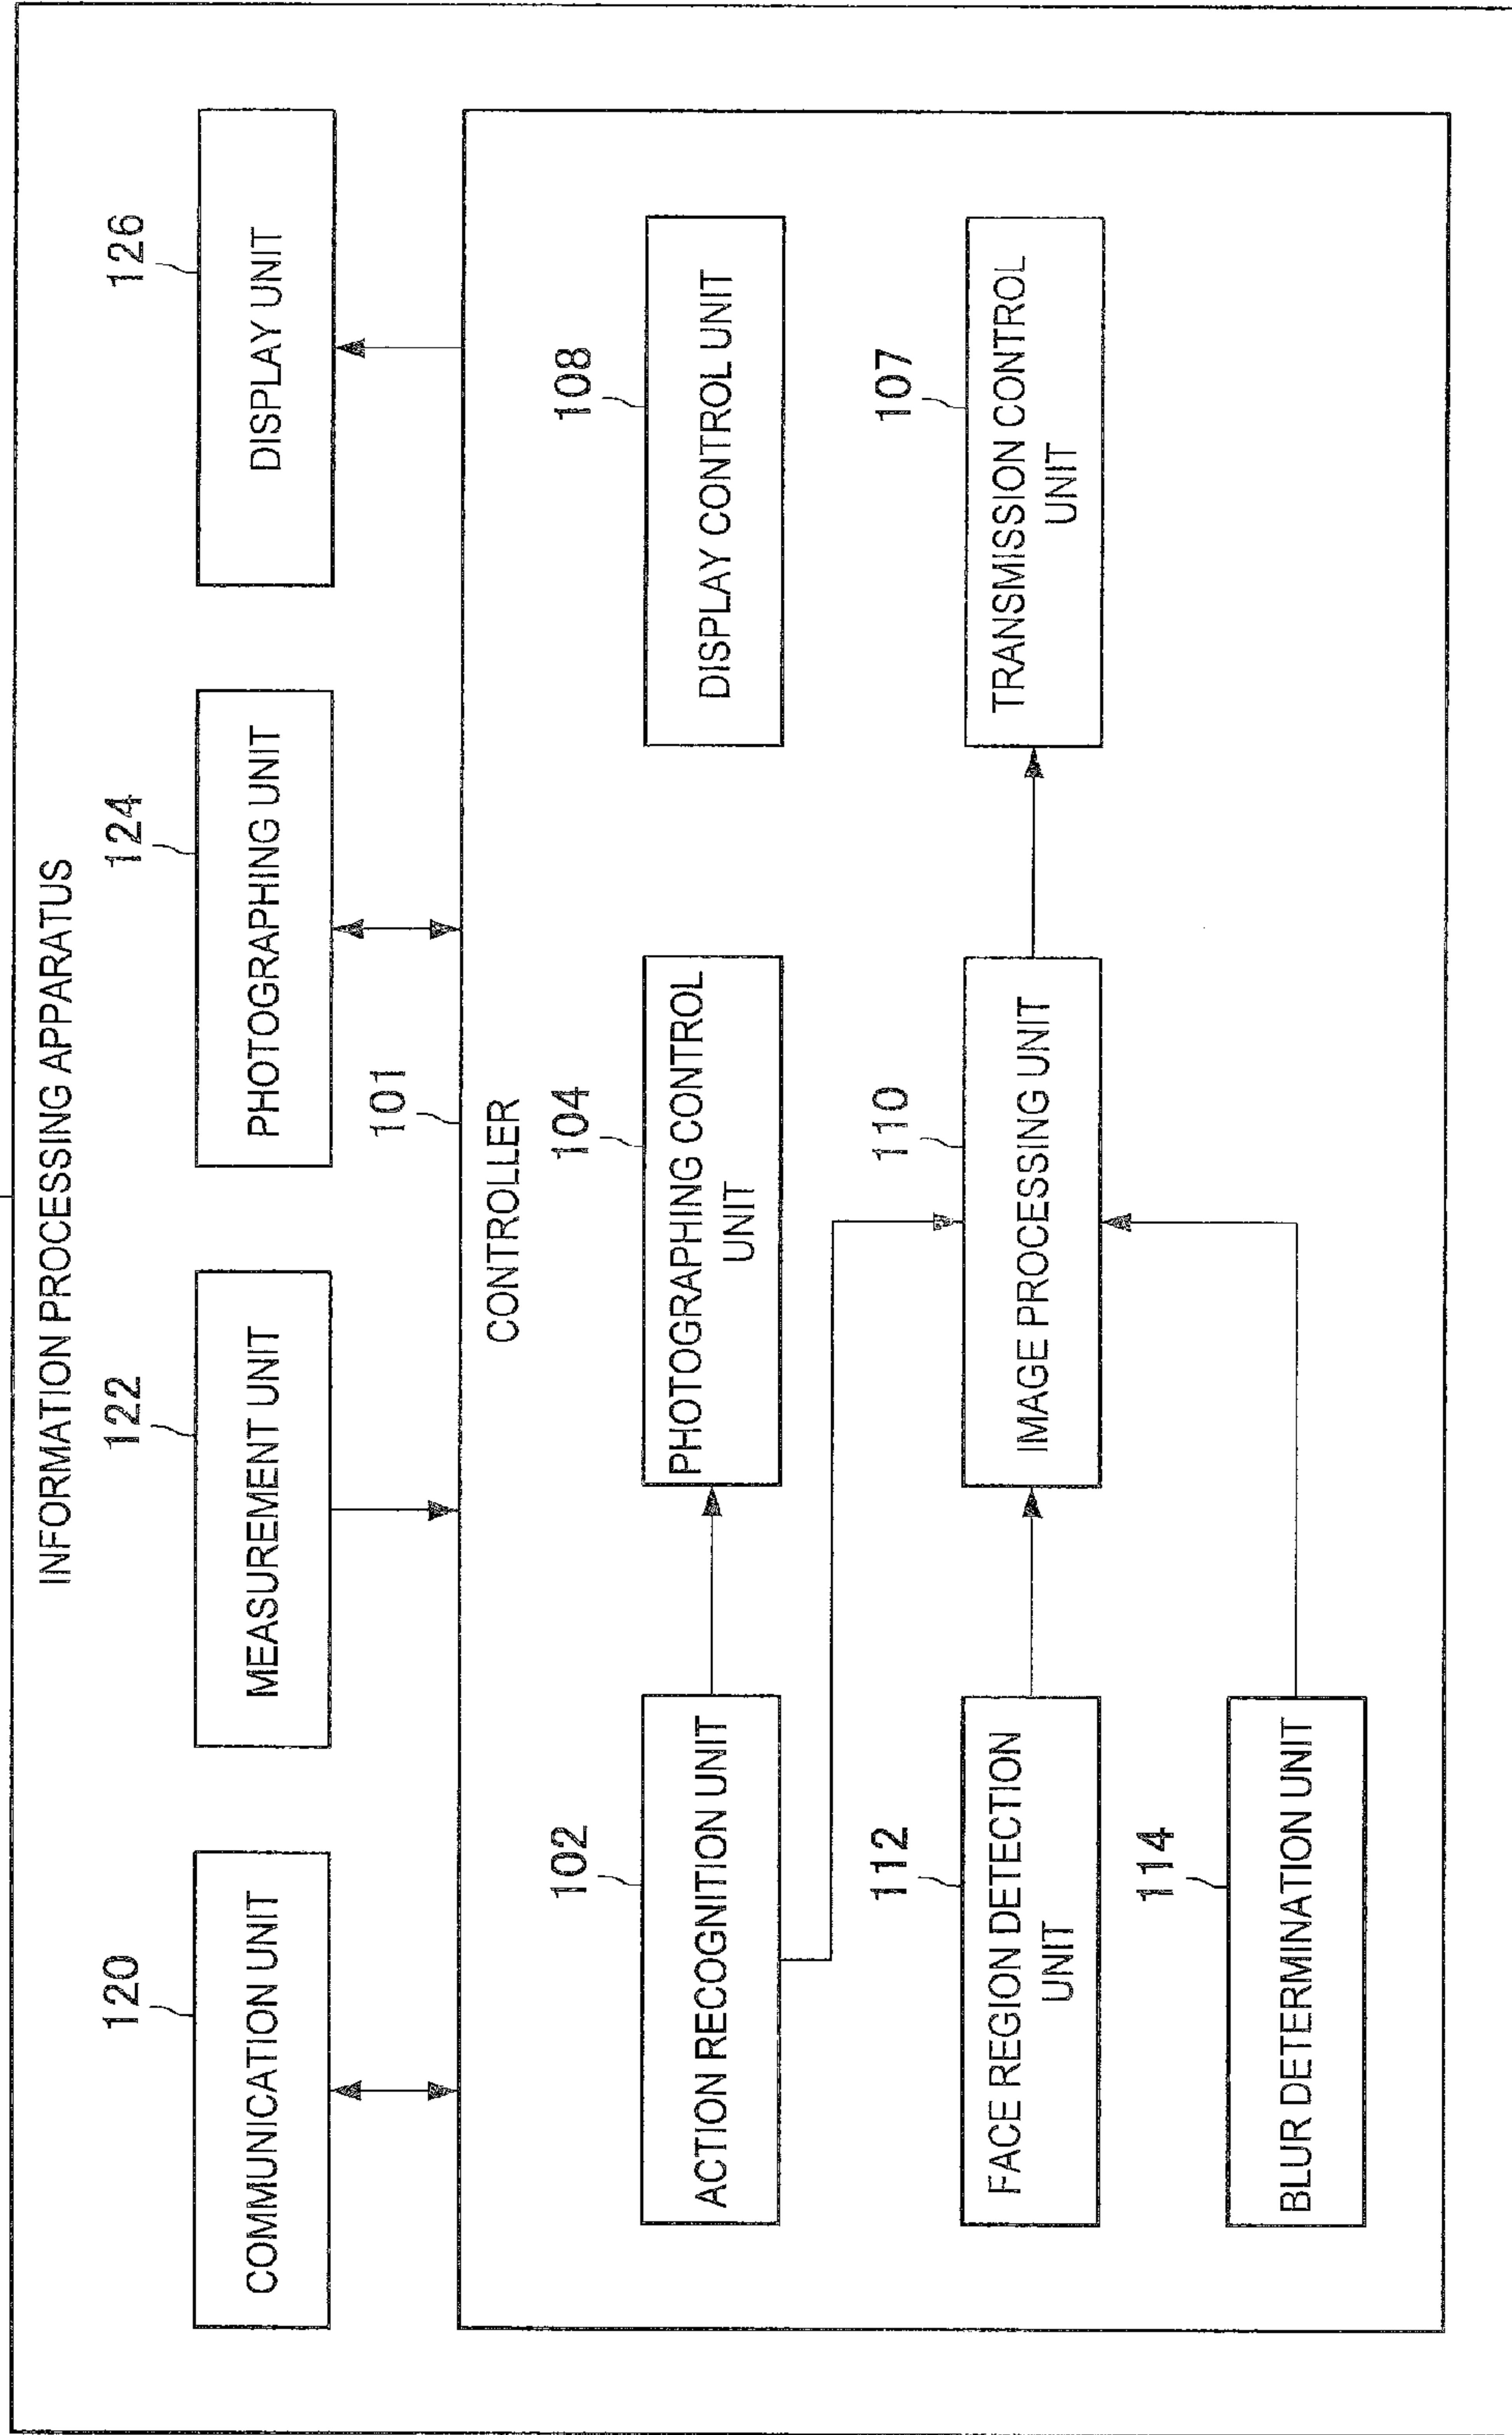 INFORMATION PROCESSING APPARATUS
120
COMMUNICATION UNIT
122
MEASUREMENT UNIT
124
PHOTOGRAPHING UNIT
126
DISPLAY UNIT
101
CONTROLLER
102
ACTION RECOGNITION UNIT
104
PHOTOGRAPHING CONTROL
UNIT
108
DISPLAY CONTROL UNIT
112
FACE REGION DETECTION
UNIT
110
IMAGE PROCESSING UNIT
107
TRANSMISSION CONTROL
UNIT
114
BLUR DETERMINATION UNIT